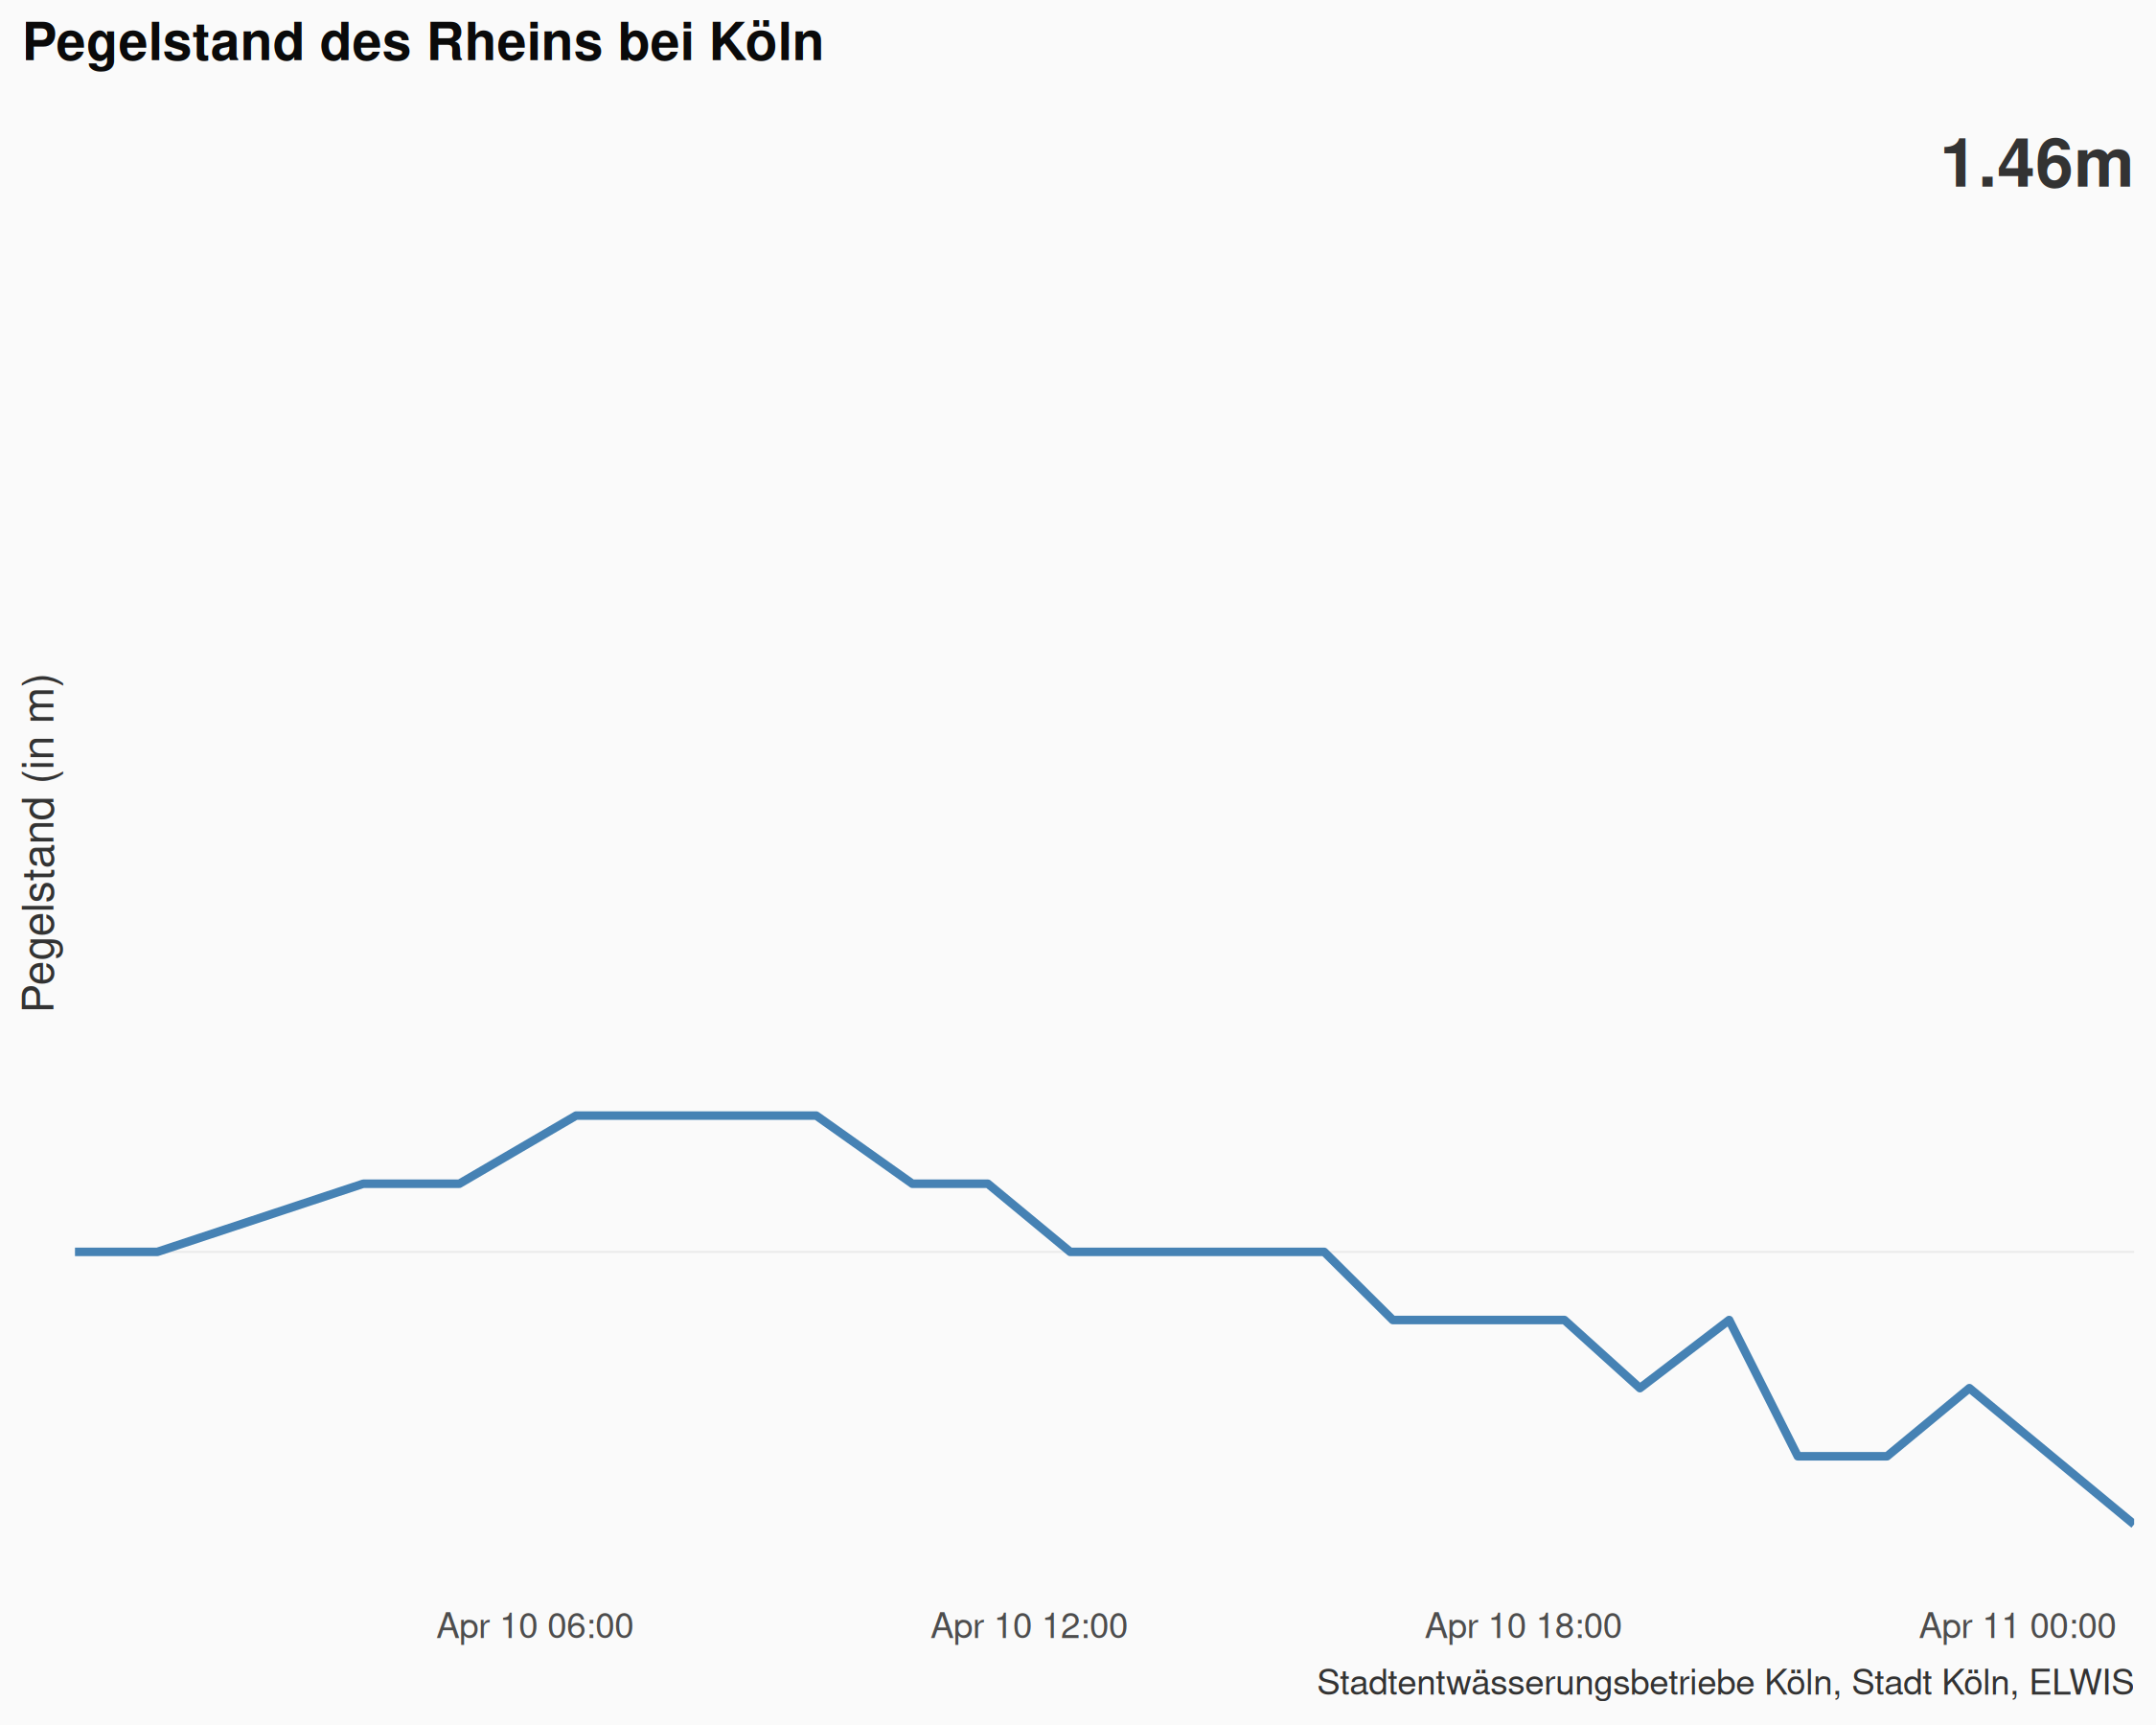 Pegelstand des Rheins bei Köln
1.46m
Pegelstand (in m)
Apr 10 06:00
Apr 10 12:00
Apr 10 18:00
Apr 11 00:00
Stadtentwässerungsbetriebe Köln, Stadt Köln, ELWIS